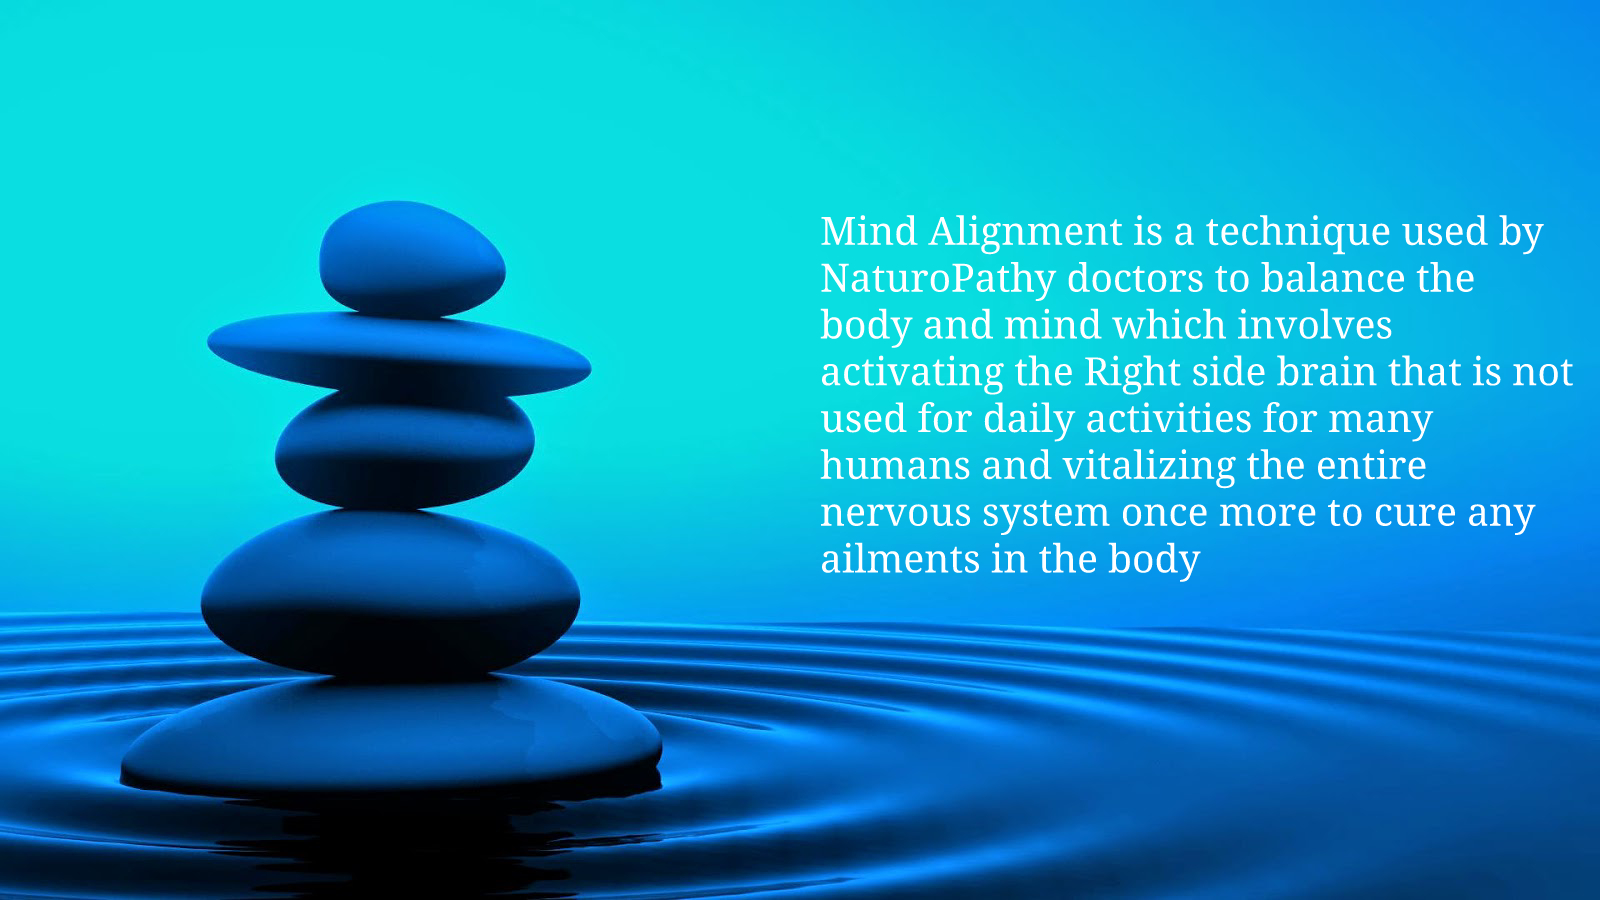 Mind Alignment is a technique used by
NaturoPathy doctors to balance the
body and mind which involves
activating the Right side brain that is not
used for daily activities for many
humans and vitalizing the entire
nervous system once more to cure any
ailments in the body